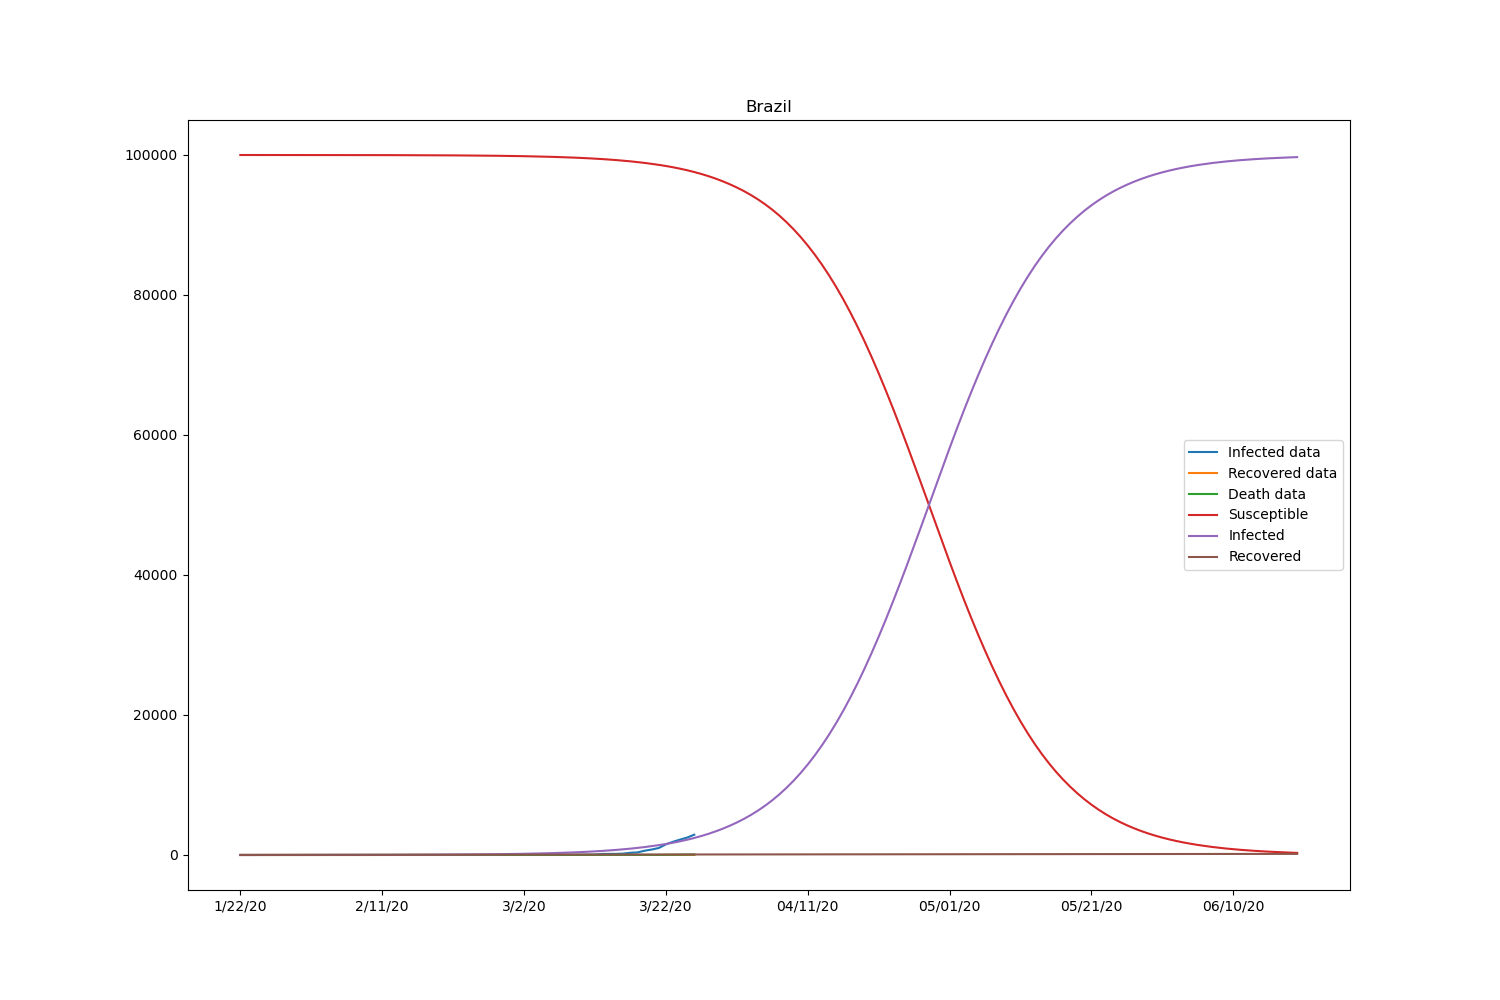 Brazil
100000
80000
60000
40000
20000
0
Infected data
Recovered data
Death data
Susceptible
Infected
Recovered
1/22/20 2/11/20 3/2/20 3/22/20 04/11/20 05/01/20 05/21/20 06/10/20